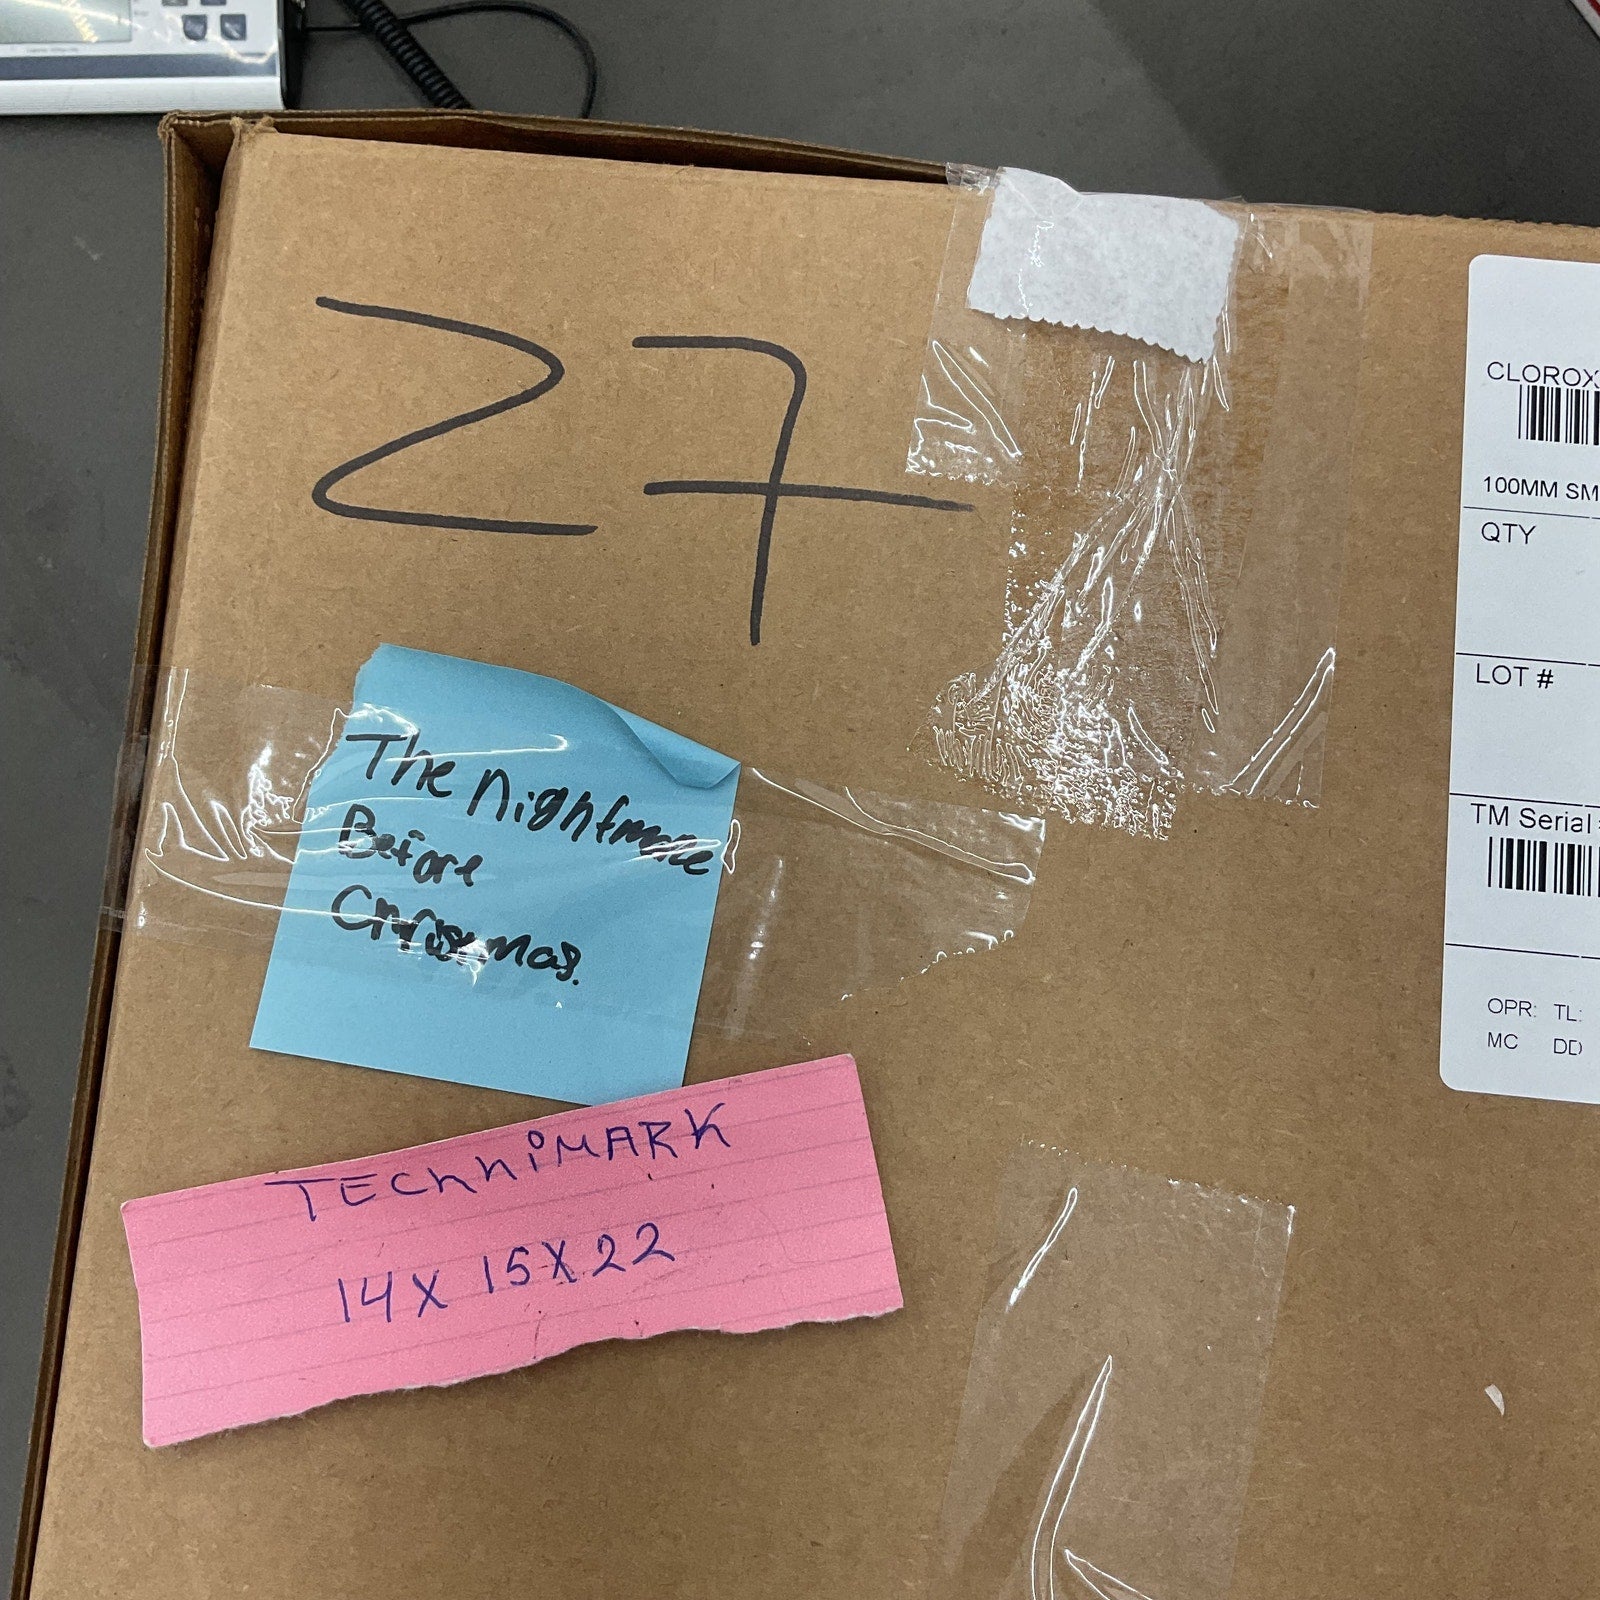 27
The Nightmare
Before
Christmas.
TEChNiMARK
14X 15X22
CLOROX
100MM SM
QTY
LOT #
TM Serial
OPR: TL:
MC DD